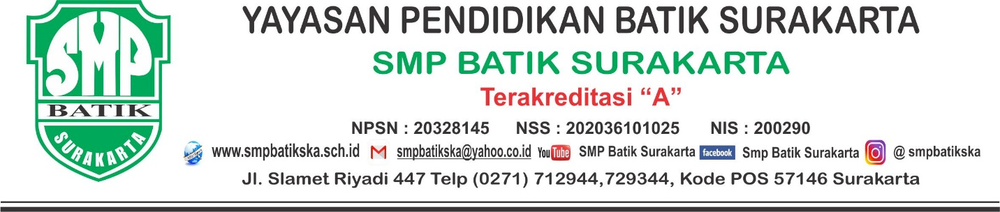 SMP
BATIK
SURAKARTA
YAYASAN PENDIDIKAN BATIK SURAKARTA
SMP BATIK SURAKARTA
Terakreditasi “A”
NPSN : 20328145 NSS : 202036101025 NIS : 200290
www.smpbatikska.sch.id smpbatikska@yahoo.co.id YouTube SMP Batik Surakarta facebook Smp Batik Surakarta @ smpbatikska
Jl. Slamet Riyadi 447 Telp (0271) 712944,729344, Kode POS 57146 Surakarta